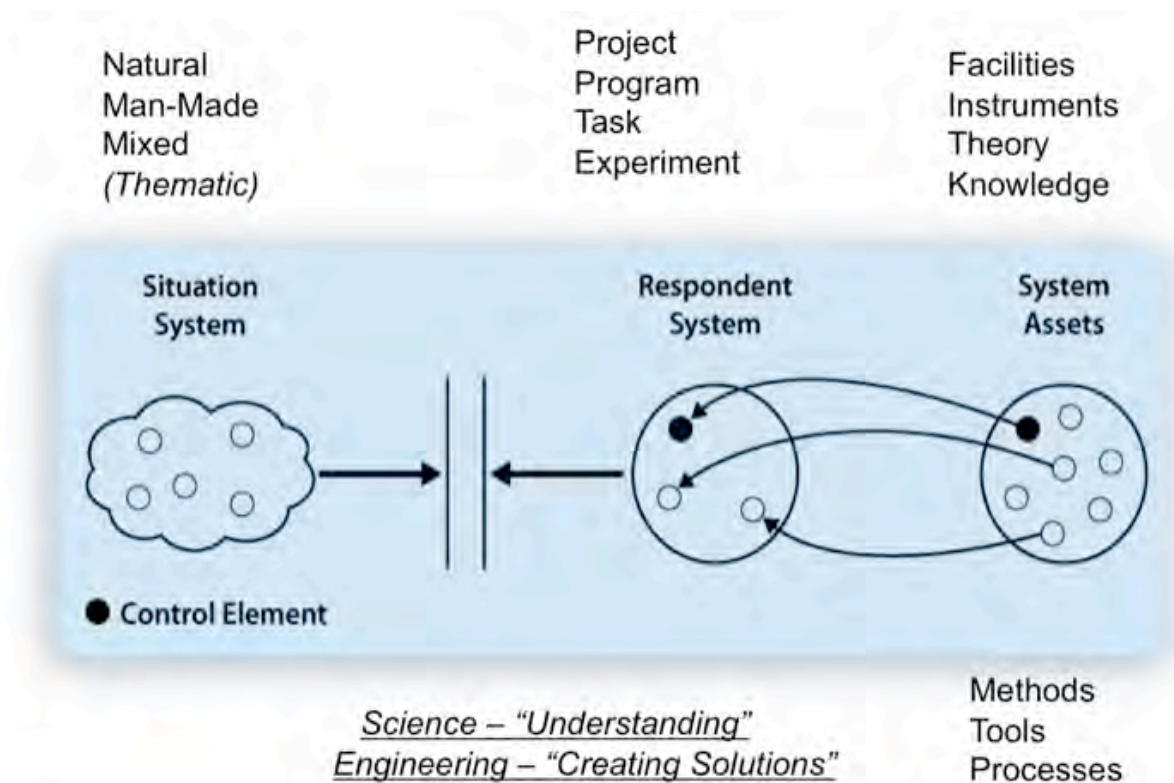 Natural
Man-Made
Mixed
(Thematic)
Project
Program
Task
Experiment
Facilities
Instruments
Theory
Knowledge
Situation
System
Respondent
System
System
Assets
Control Element
Science – “Understanding”
Engineering – “Creating Solutions”
Methods
Tools
Processes